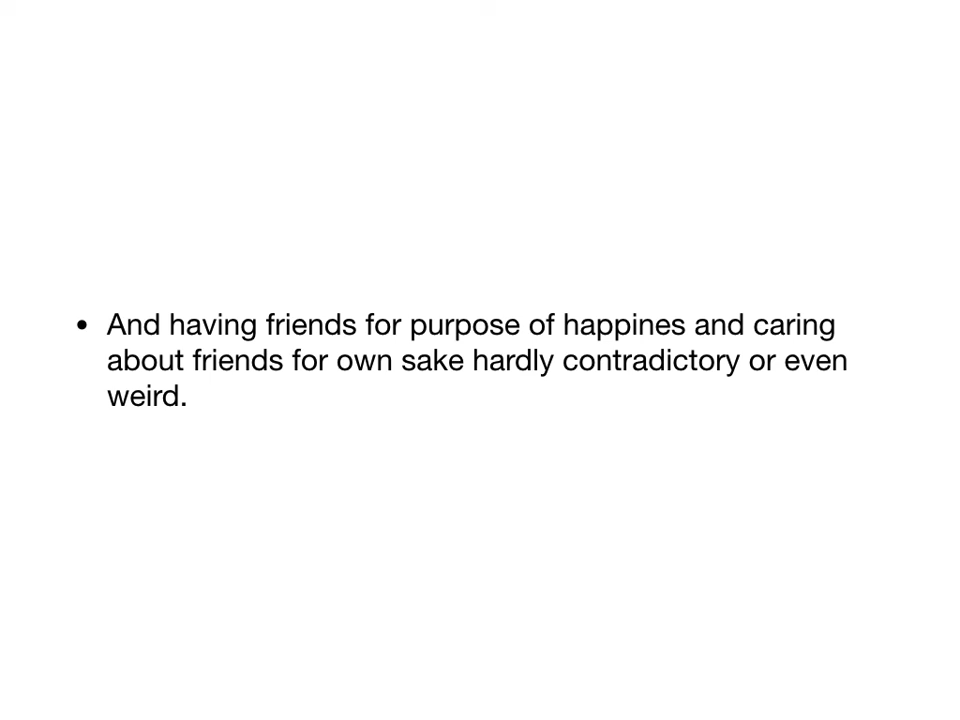 • And having friends for purpose of happines and caring
about friends for own sake hardly contradictory or even
weird.